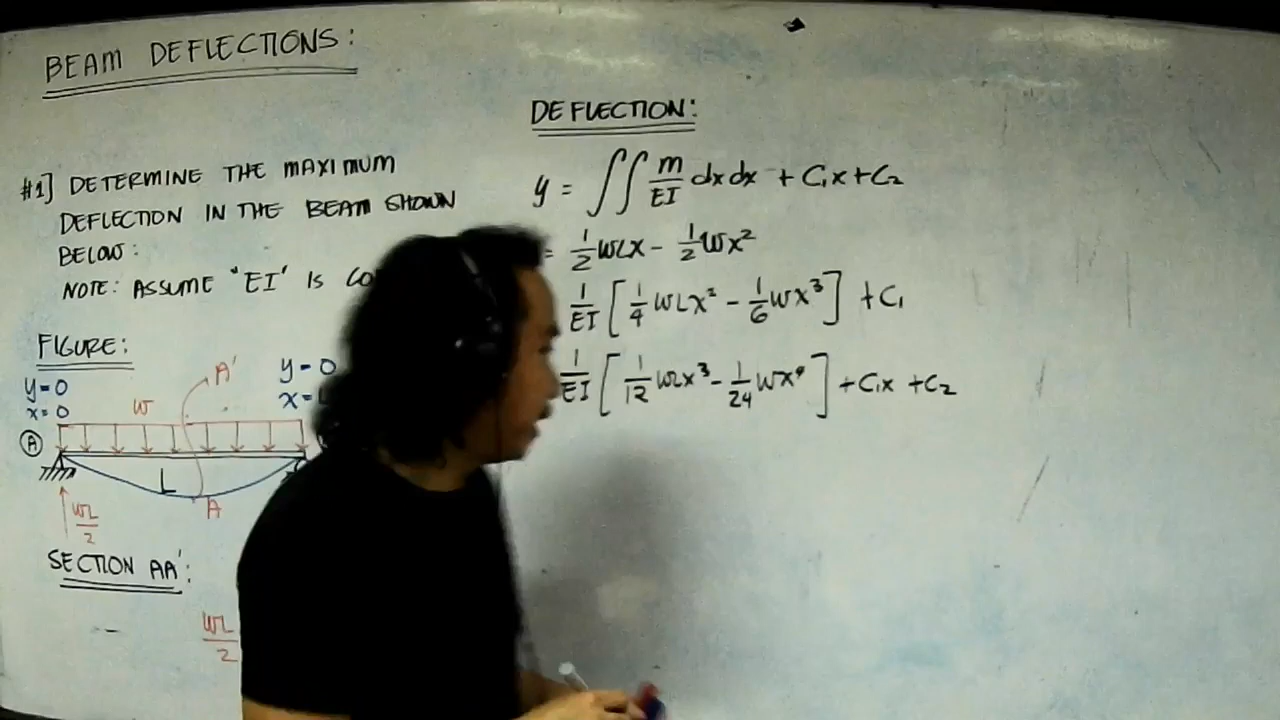 BEAM DEFLECTIONS:
#1] DETERMINE THE MAXIMUM
DEFLECTION IN THE BEAM SHOWN
BELOW:
NOTE: ASSUME "EI" IS
FIGURE:
y=0
x=0
y=0
x=
W
A'
A
L
A
WL/2
SECTION AA':
WL/2
DEFLECTION:
y = ∫∫ m/EI dxdx + C₁x+C₂
= 1/2 WLx - 1/2 Wx²
1/EI [1/4 WLx² - 1/6 Wx³] + C₁
1/EI [1/12 WLx³ - 1/24 Wx⁴] + C₁x + C₂